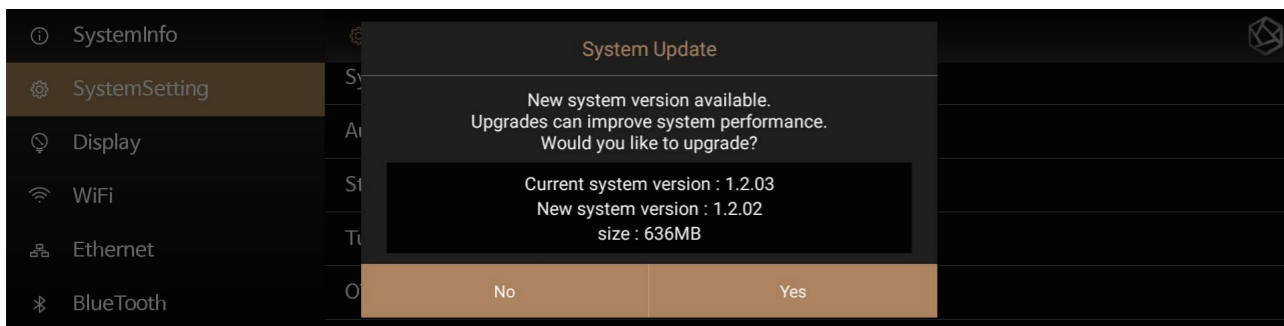 SystemInfo
SystemSetting
Display
WiFi
Ethernet
BlueTooth
System Update
New system version available.
Upgrades can improve system performance.
Would you like to upgrade?
Current system version : 1.2.03
New system version : 1.2.02
size : 636MB
No
Yes